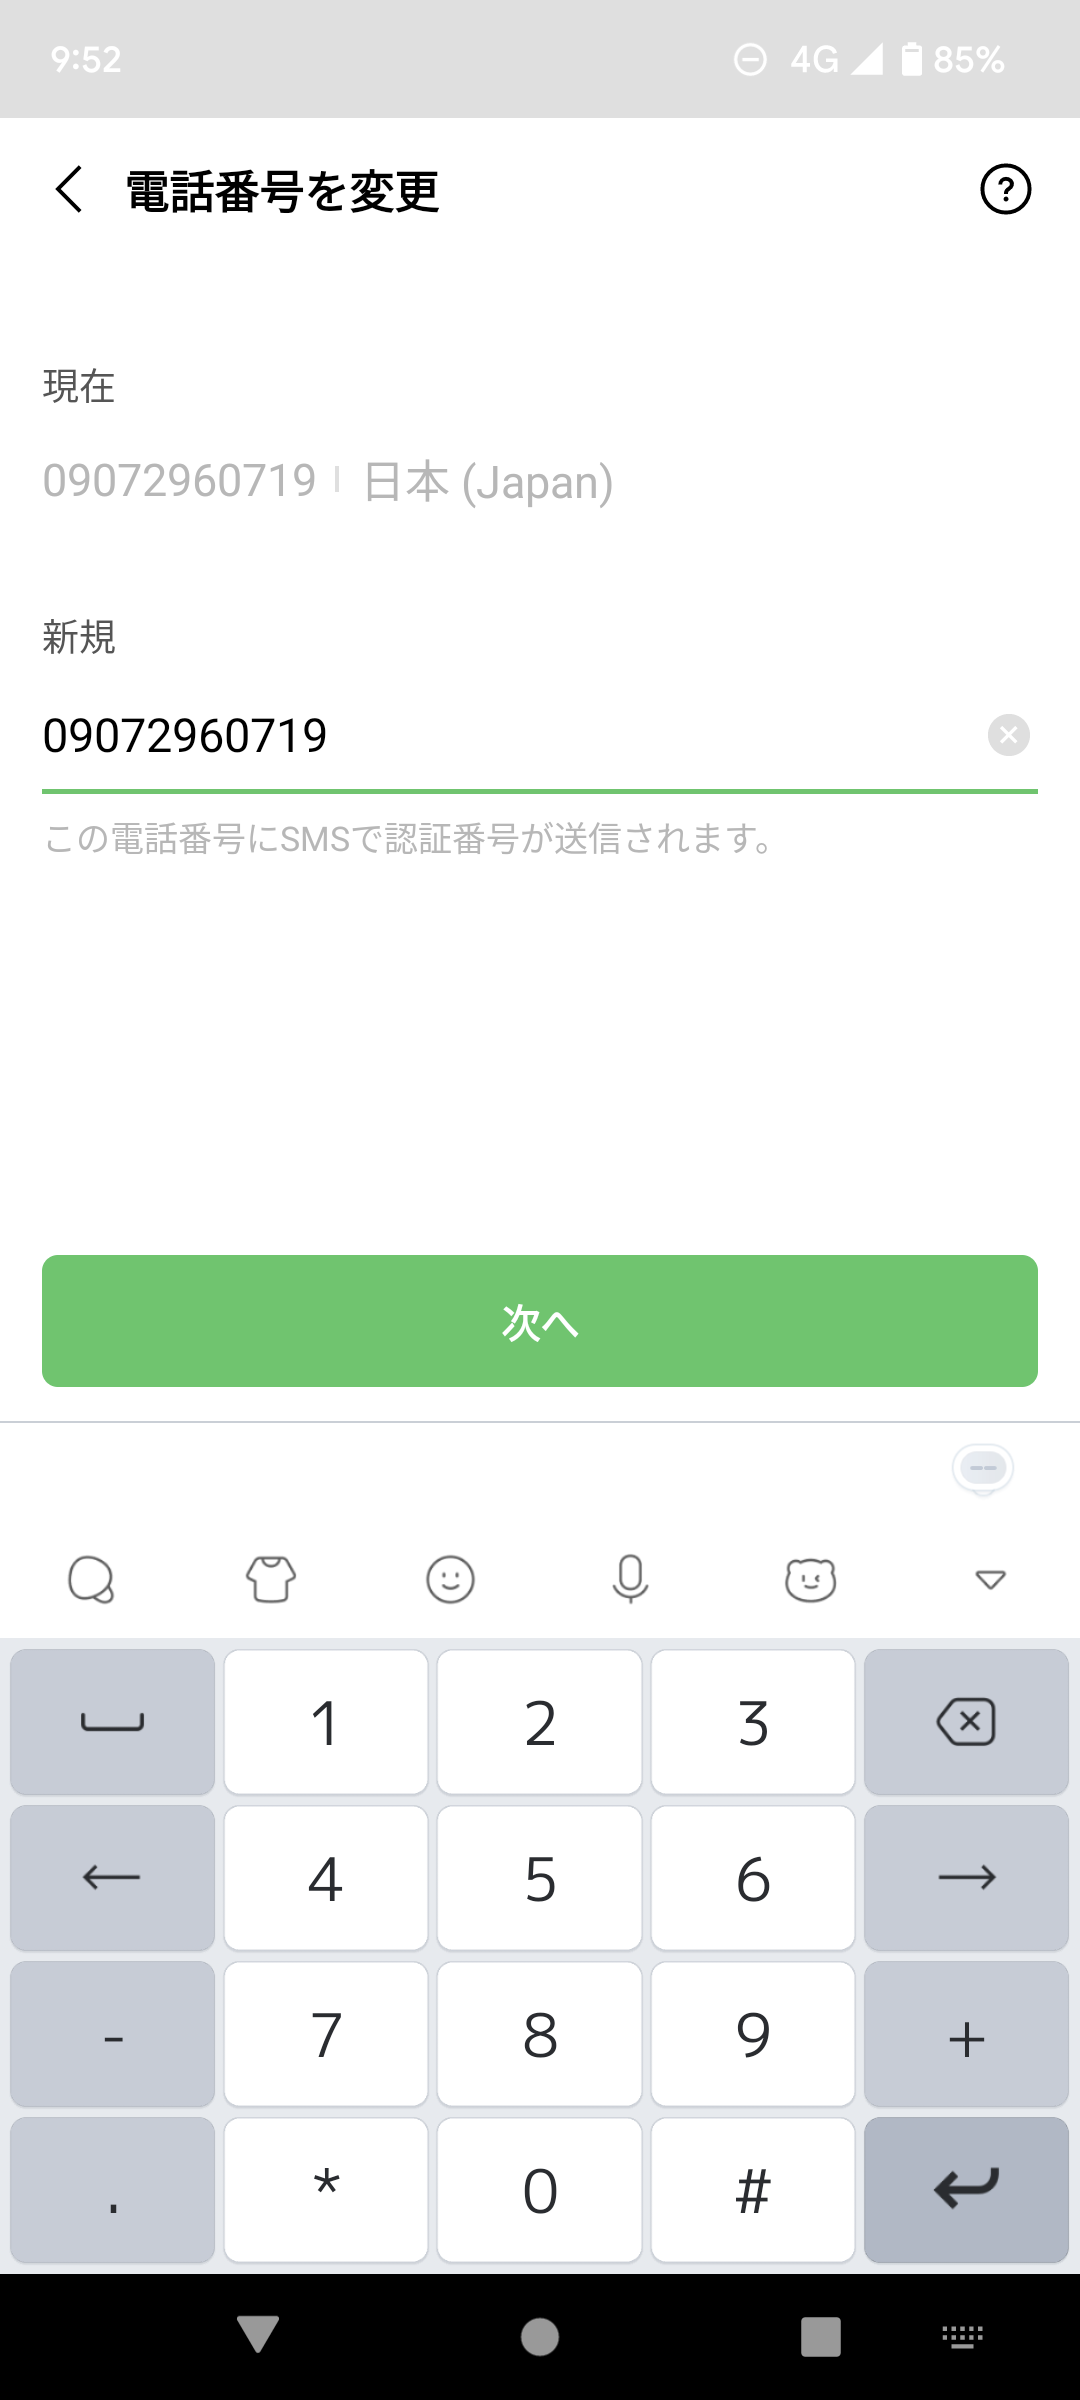 9:52 4G 85%
電話番号を変更 ?
現在
09072960719 日本 (Japan)
新規
09072960719
この電話番号にSMSで認証番号が送信されます。
次へ
1 2 3
4 5 6
- 7 8 9 +
. * 0 #